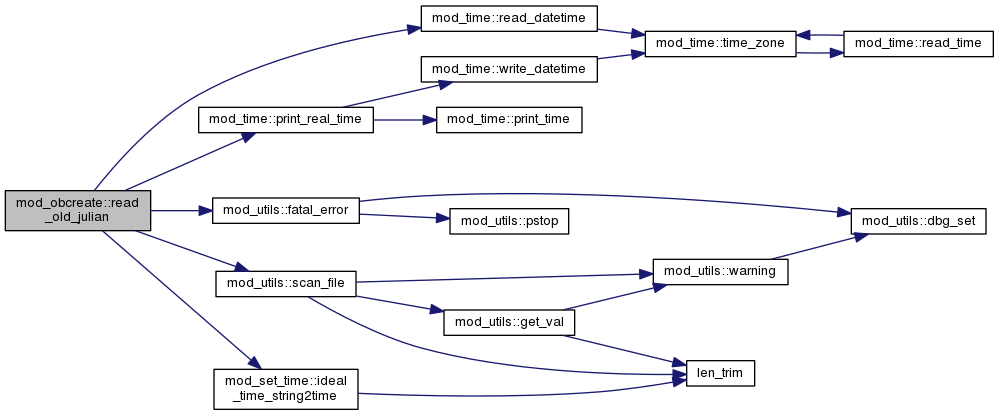 mod_time::read_datetime
mod_time::time_zone
mod_time::read_time
mod_time::write_datetime
mod_time::print_real_time
mod_time::print_time
mod_obcreate::read
_old_julian
mod_utils::fatal_error
mod_utils::pstop
mod_utils::dbg_set
mod_utils::scan_file
mod_utils::warning
mod_utils::get_val
len_trim
mod_set_time::ideal
_time_string2time